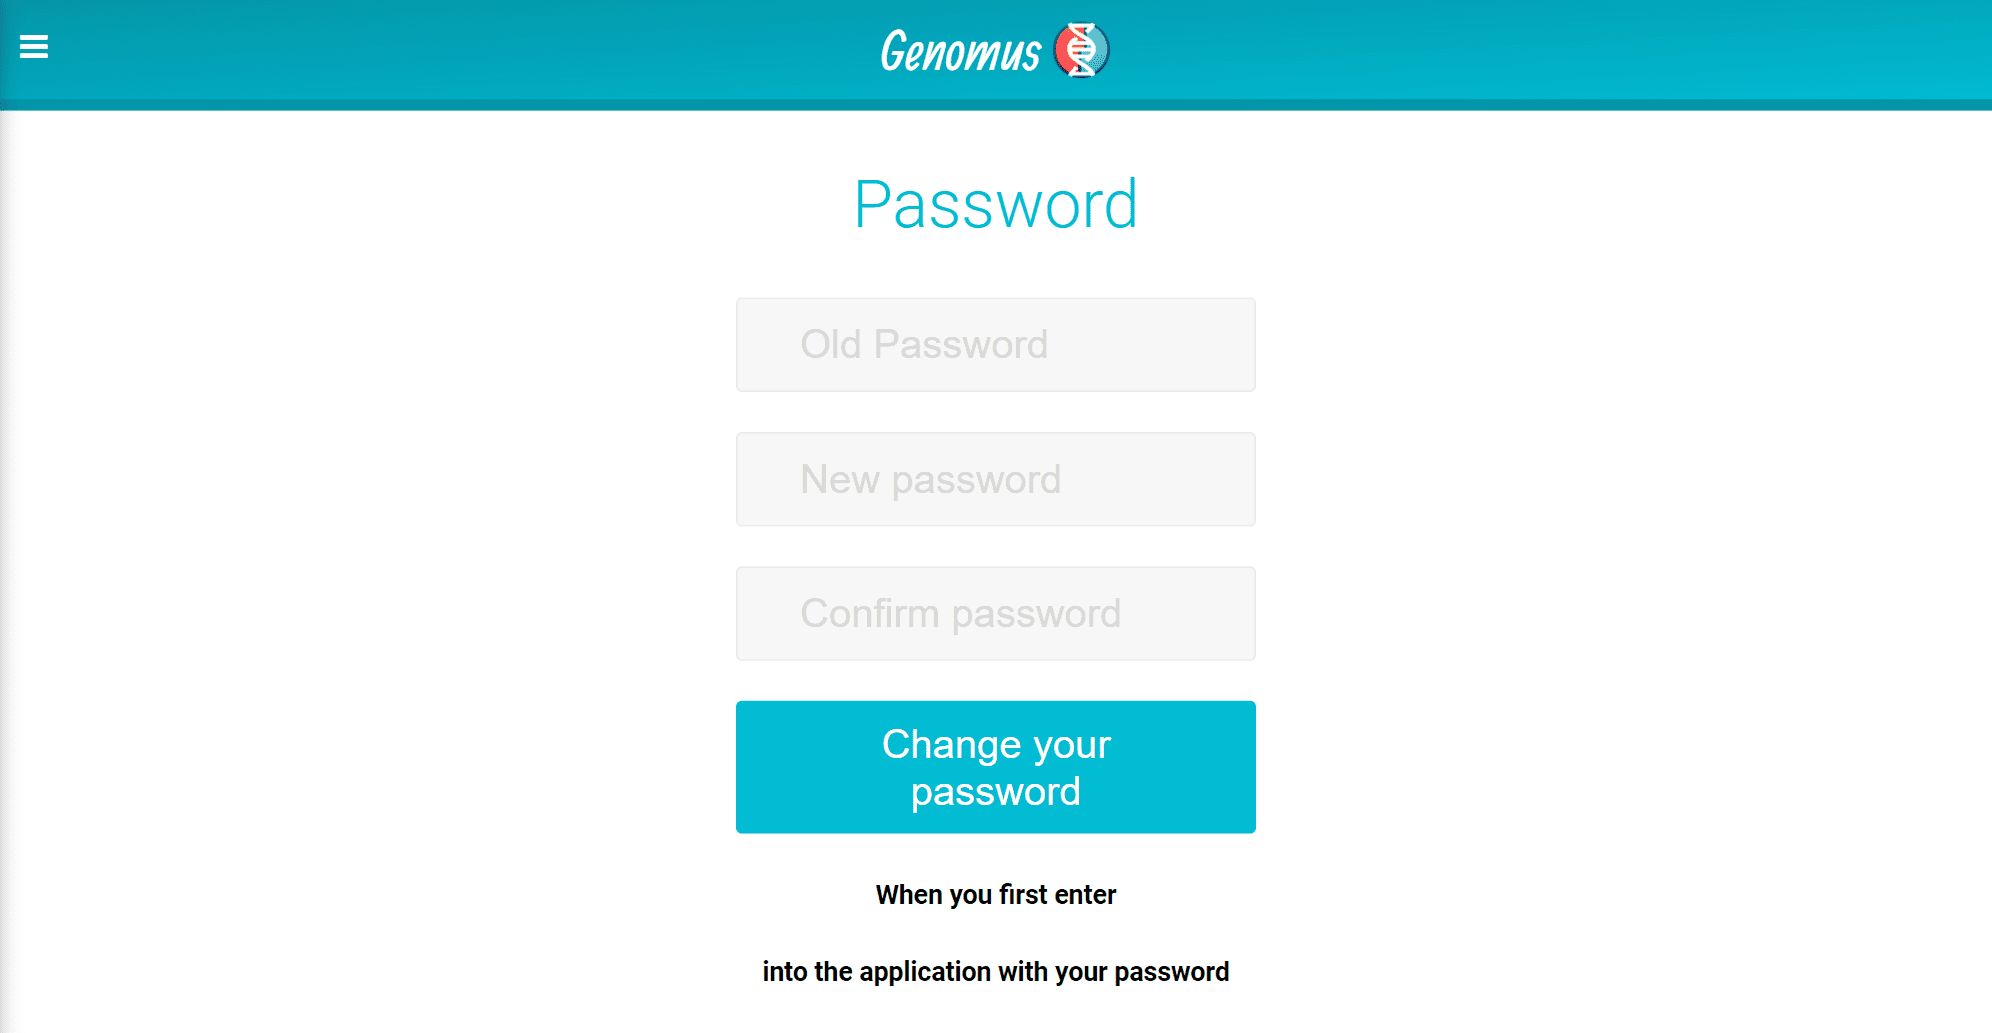 Genomus
Password
Old Password
New password
Confirm password
Change your
password
When you first enter
into the application with your password